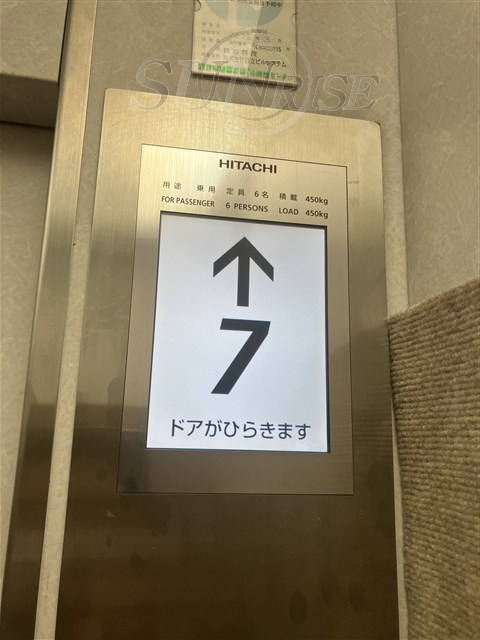 SUNRISE
HITACHI
用途 乗用 定員 6名 積載 450kg
FOR PASSENGER 6 PERSONS LOAD 450kg
↑
7
ドアがひらきます